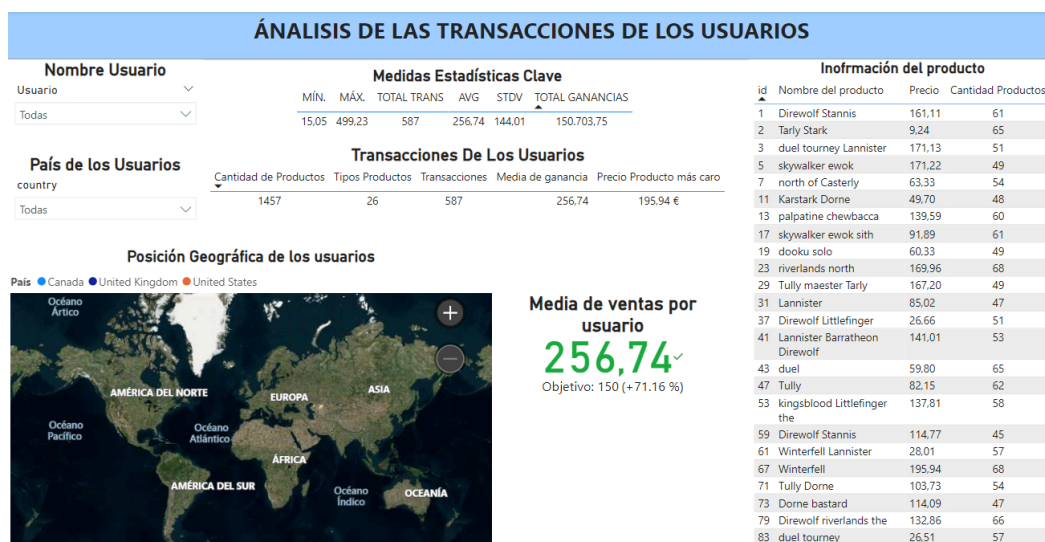 ÁNALISIS DE LAS TRANSACCIONES DE LOS USUARIOS
Nombre Usuario
Usuario
Todas
País de los Usuarios
country
Todas
Medidas Estadísticas Clave
MÍN. MÁX. TOTAL TRANS AVG STDV TOTAL GANANCIAS
15,05 499,23 587 256,74 144,01 150.703,75
Transacciones De Los Usuarios
Cantidad de Productos Tipos Productos Transacciones Media de ganancia Precio Producto más caro
1457 26 587 256,74 195,94 €
Posición Geográfica de los usuarios
País Canada United Kingdom United States
Océano
Ártico
AMÉRICA DEL NORTE
EUROPA
ASIA
Océano
Pacífico
Océano
Atlántico
ÁFRICA
AMÉRICA DEL SUR
Océano
Índico
OCEANÍA
Media de ventas por
usuario
256,74
Objetivo: 150 (+71.16 %)
Inofrmación del producto
id Nombre del producto Precio Cantidad Productos
1 Direwolf Stannis 161,11 61
2 Tarly Stark 9,24 65
3 duel tourney Lannister 171,13 51
5 skywalker ewok 171,22 49
7 north of Casterly 63,33 54
11 Karstark Dorne 49,70 48
13 palpatine chewbacca 139,59 60
17 skywalker ewok sith 91,89 61
19 dooku solo 60,33 49
23 riverlands north 169,96 68
29 Tully maester Tarly 167,20 49
31 Lannister 85,02 47
37 Direwolf Littlefinger 26,66 51
41 Lannister Barratheon 141,01 53
Direwolf
43 duel 59,80 65
47 Tully 82,15 62
53 kingsblood Littlefinger 137,81 58
the
59 Direwolf Stannis 114,77 45
61 Winterfell Lannister 28,01 57
67 Winterfell 195,94 68
71 Tully Dorne 103,73 54
73 Dorne bastard 114,09 47
79 Direwolf riverlands the 132,86 66
83 duel tourney 26,51 57